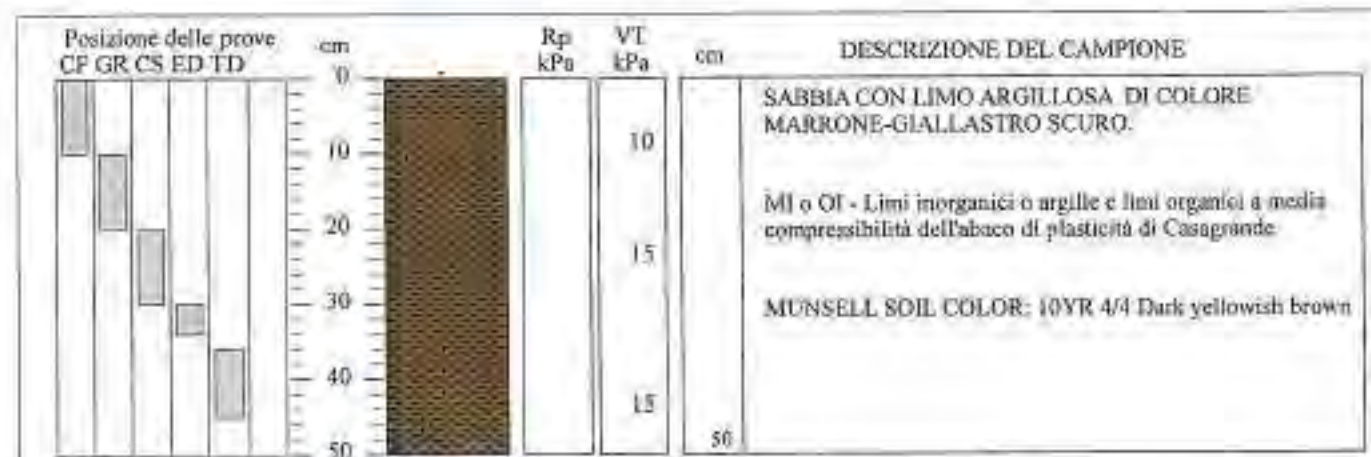 Posizione delle prove
CF GR CS ED TD
cm
0
10
20
30
40
50
Rp
kPa
VT
kPa
10
15
15
cm
50
DESCRIZIONE DEL CAMPIONE
SABBIA CON LIMO ARGILLOSA DI COLORE
MARRONE-GIALLASTRO SCURO.
MI o OI - Limi inorganici o argille e limi organici a media
compressibilità dell'abaco di plasticità di Casagrande
MUNSELL SOIL COLOR: 10YR 4/4 Dark yellowish brown